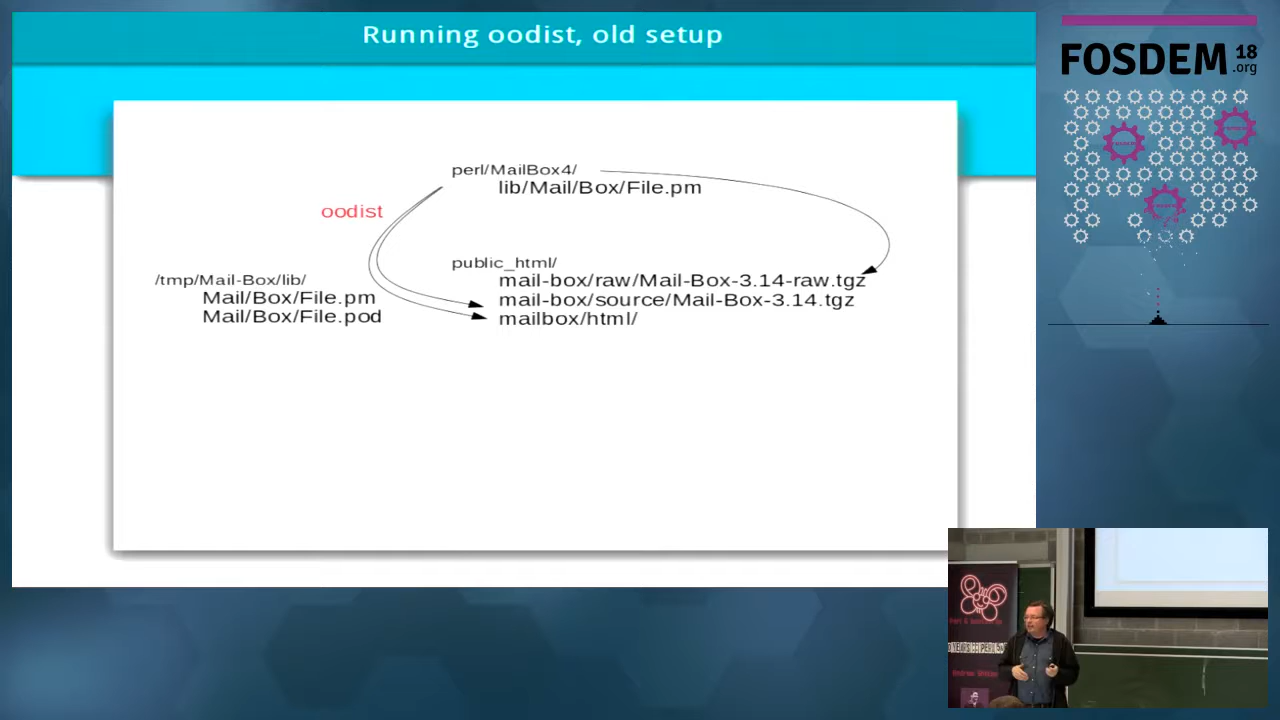 Running oodist, old setup
perl/MailBox4/
lib/Mail/Box/File.pm
oodist
public_html/
/tmp/Mail-Box/lib/
mail-box/raw/Mail-Box-3.14-raw.tgz
Mail/Box/File.pm
mail-box/source/Mail-Box-3.14.tgz
Mail/Box/File.pod
mailbox/html/
FOSDEM 18
.org